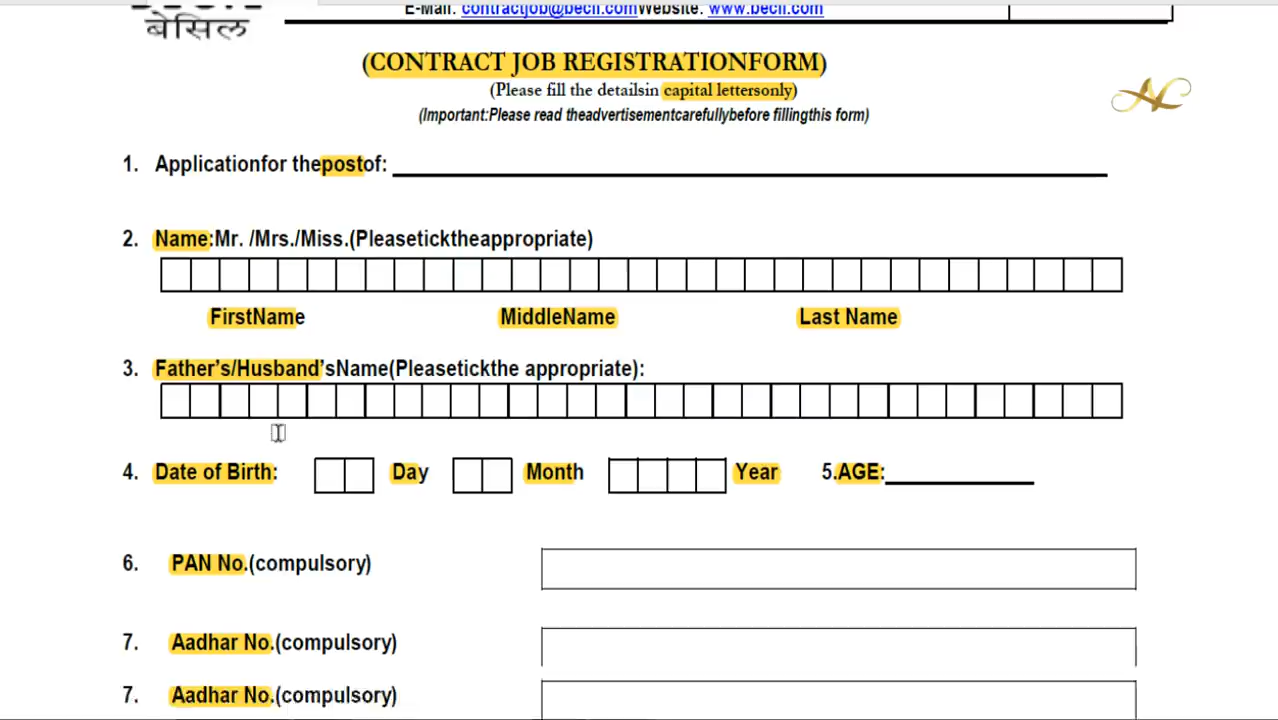 बेसिल
E-Mail: contractjob@becil.comWebsite: www.becil.com
(CONTRACT JOB REGISTRATIONFORM)
(Please fill the detailsin capital lettersonly)
(Important:Please read theadvertisementcarefullybefore fillingthis form)
1. Applicationfor thepostof:
2. Name:Mr. /Mrs./Miss.(Pleaseticktheappropriate)
FirstName MiddleName Last Name
3. Father's/Husband'sName(Pleasetickthe appropriate):
4. Date of Birth: Day Month Year 5.AGE:
6. PAN No.(compulsory)
7. Aadhar No.(compulsory)
7. Aadhar No.(compulsory)